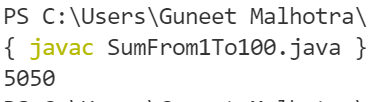 PS C:\Users\Guneet Malhotra\
{ javac SumFrom1To100.java }
5050